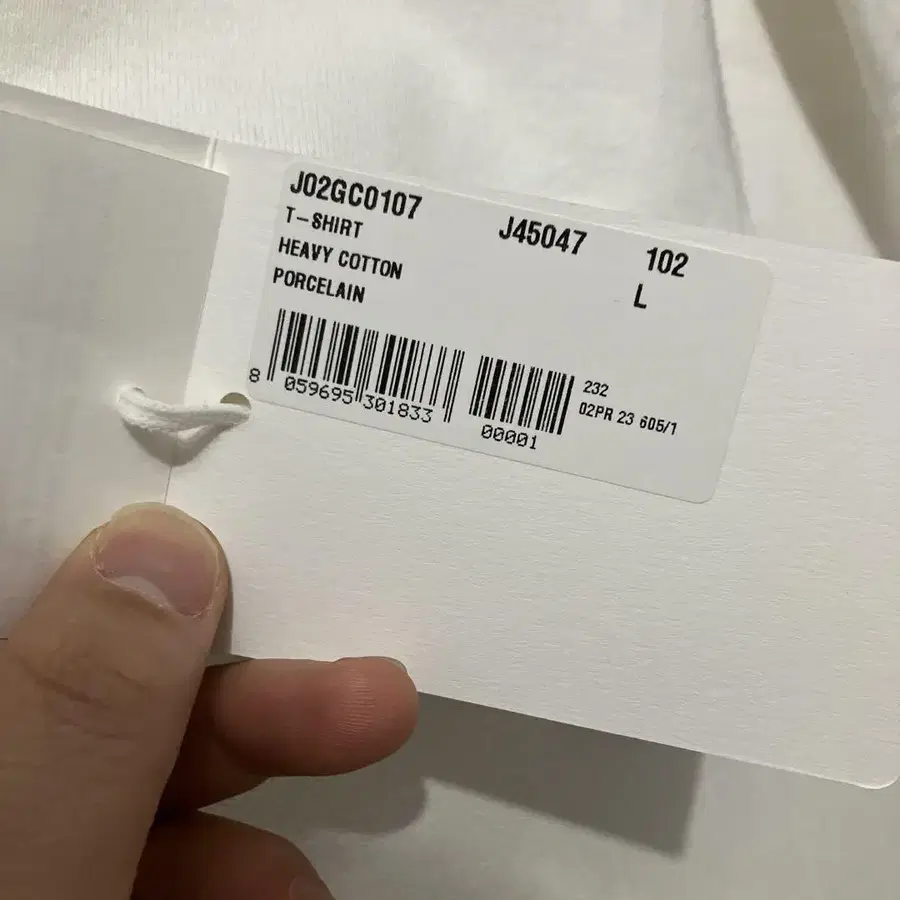 J02GC0107 J45047 102
T-SHIRT L
HEAVY COTTON
PORCELAIN
8 059695 301833 00001
232
02PR 23 605/1